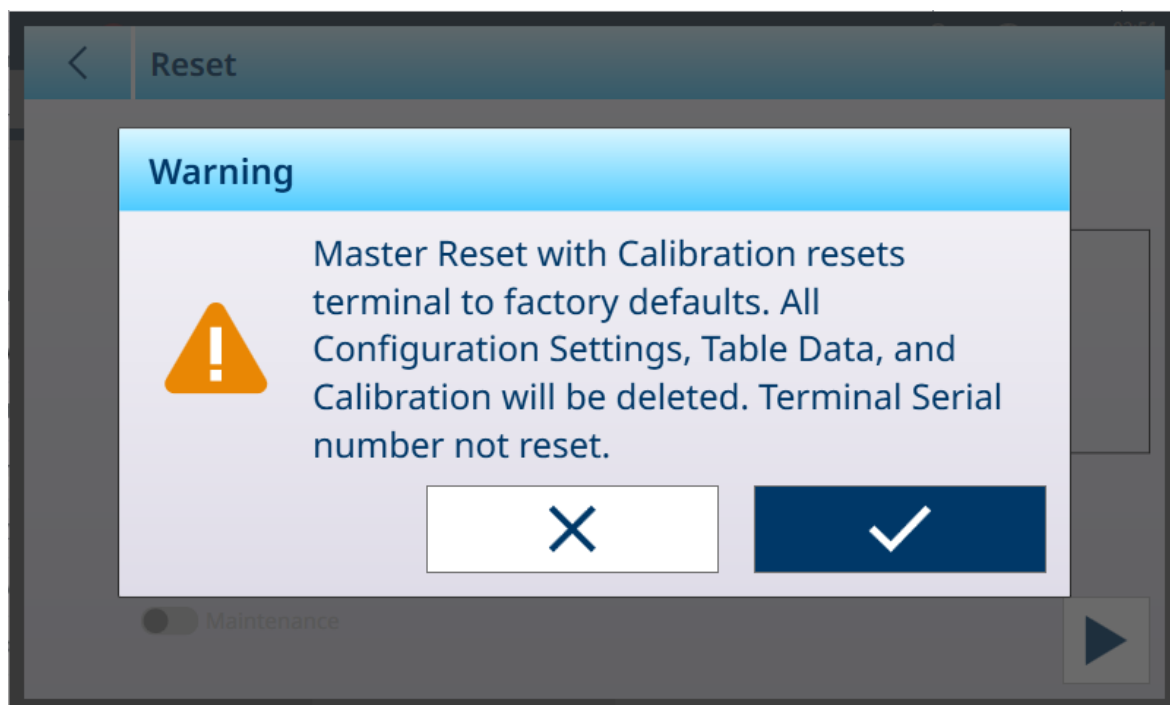 Reset
Warning
Master Reset with Calibration resets
terminal to factory defaults. All
Configuration Settings, Table Data, and
Calibration will be deleted. Terminal Serial
number not reset.
Maintenance